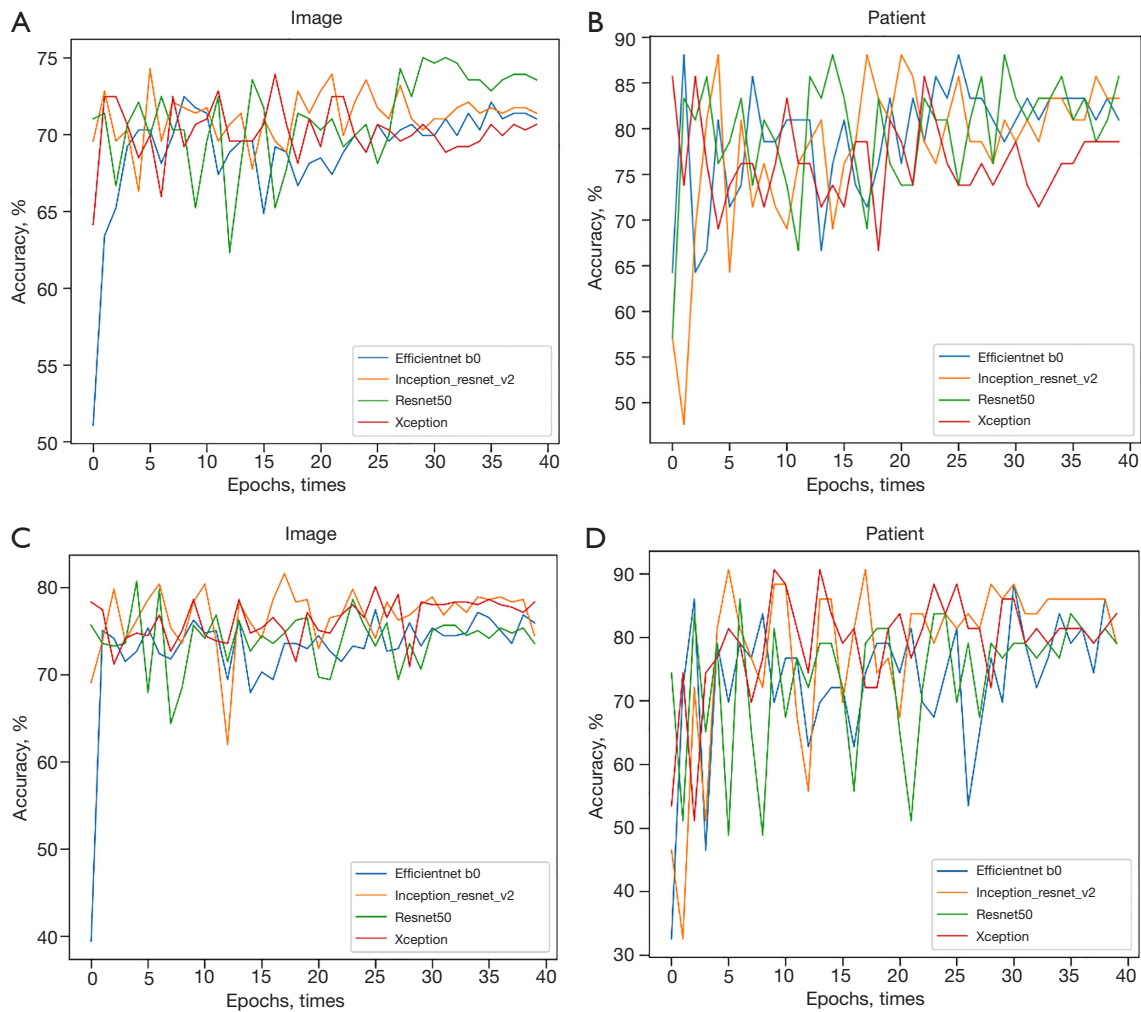 A
Image
Accuracy, %
75
70
65
60
55
50
0 5 10 15 20 25 30 35 40
Epochs, times
Efficientnet b0
Inception_resnet_v2
Resnet50
Xception
B
Patient
Accuracy, %
90
85
80
75
70
65
60
55
50
0 5 10 15 20 25 30 35 40
Epochs, times
Efficientnet b0
Inception_resnet_v2
Resnet50
Xception
C
Image
Accuracy, %
80
70
60
50
40
0 5 10 15 20 25 30 35 40
Epochs, times
Efficientnet b0
Inception_resnet_v2
Resnet50
Xception
D
Patient
Accuracy, %
90
80
70
60
50
40
30
0 5 10 15 20 25 30 35 40
Epochs, times
Efficientnet b0
Inception_resnet_v2
Resnet50
Xception